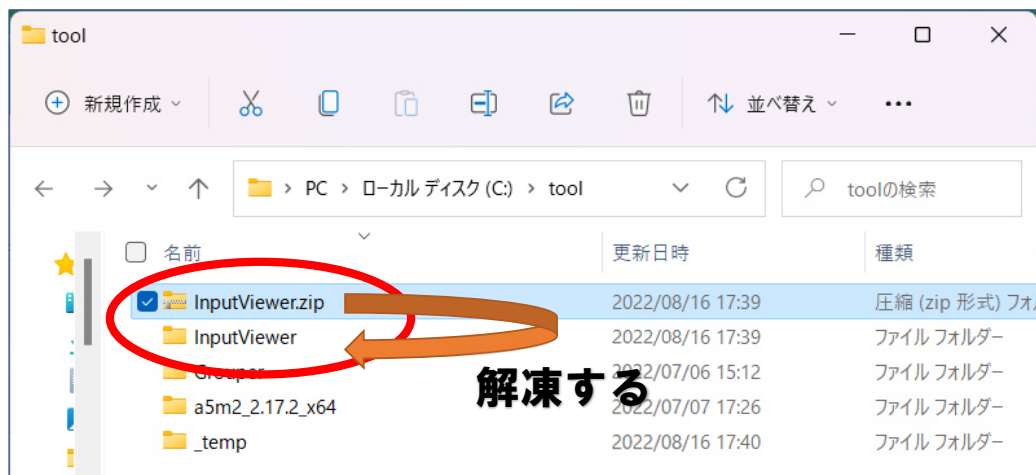 tool
新規作成
並べ替え
PC › ローカル ディスク (C:) › tool
toolの検索
名前 更新日時 種類
InputViewer.zip 2022/08/16 17:39 圧縮 (zip 形式) フォ
InputViewer 2022/08/16 17:39 ファイル フォルダー
Grouper 2022/07/06 15:12 ファイル フォルダー
解凍する
a5m2_2.17.2_x64 2022/07/07 17:26 ファイル フォルダー
_temp 2022/08/16 17:40 ファイル フォルダー